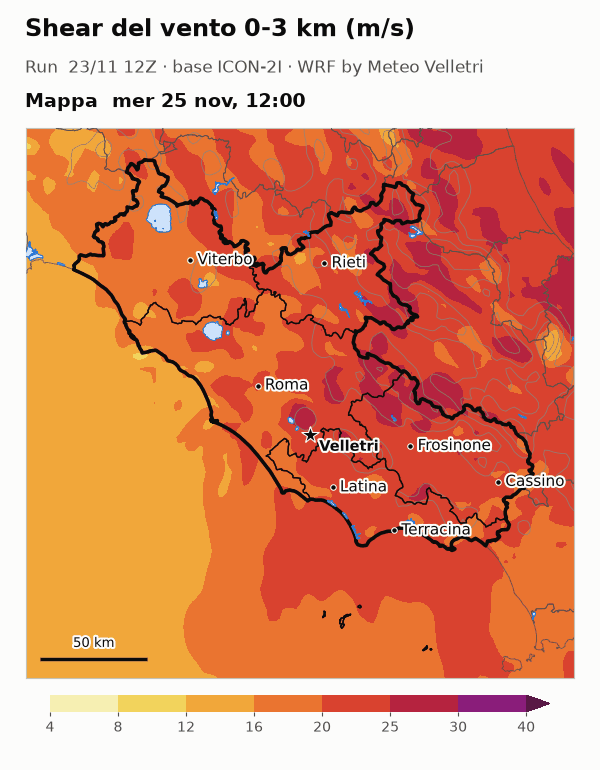 Shear del vento 0-3 km (m/s)
Run  23/11 12Z · base ICON-2I · WRF by Meteo Velletri
Mappa  mer 25 nov, 12:00
Viterbo
Rieti
Roma
Velletri
Frosinone
Latina
Cassino
Terracina
50 km
4 8 12 16 20 25 30 40